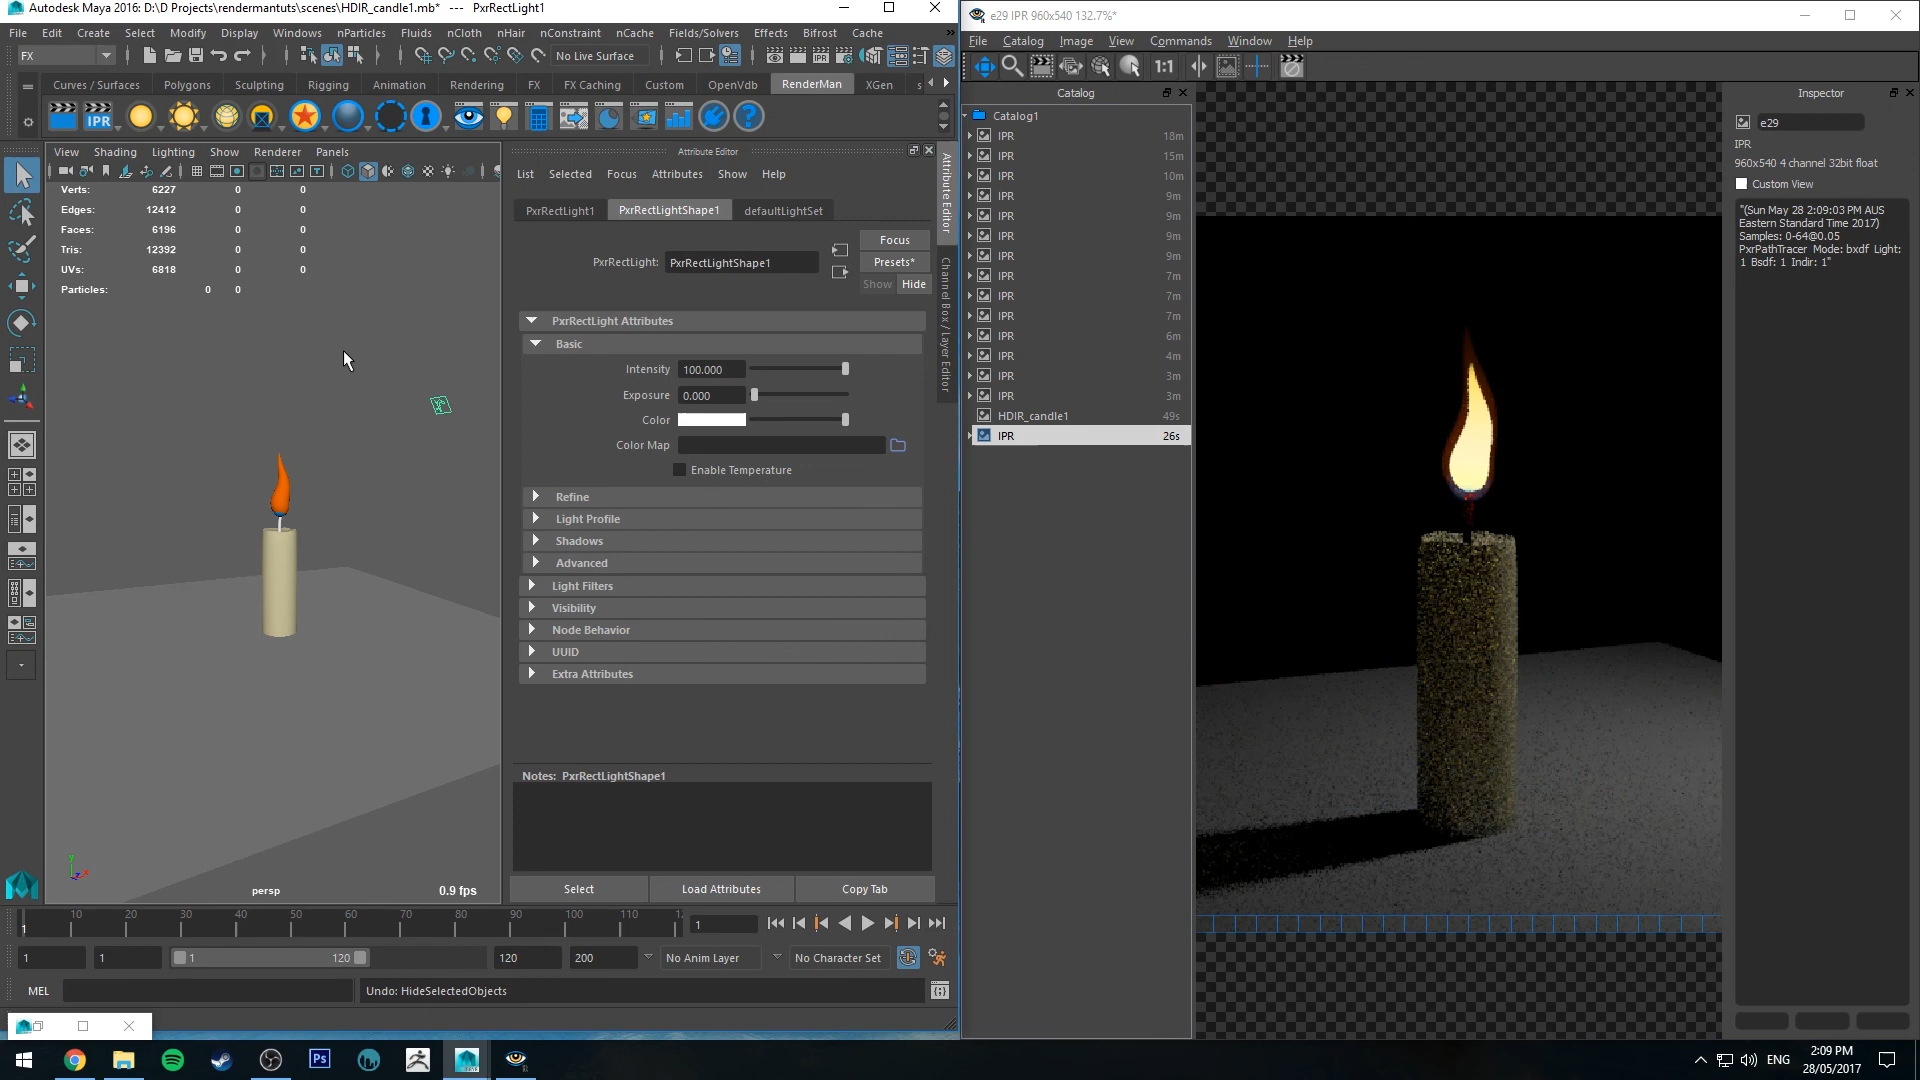 Autodesk Maya 2016: D:\D Projects\rendermantuts\scenes\HDIR_candle1.mb* --- PxrRectLight1
File Edit Create Select Modify Display Windows nParticles Fluids nCloth nHair nConstraint nCache Fields/Solvers Effects Bifrost Cache
FX No Live Surface
Curves / Surfaces Polygons Sculpting Rigging Animation Rendering FX FX Caching Custom OpenVdb RenderMan XGen s
IPR
View Shading Lighting Show Renderer Panels
Verts: 6227 0 0
Edges: 12412 0 0
Faces: 6196 0 0
Tris: 12392 0 0
UVs: 6818 0 0
Particles: 0 0
persp
0.9 fps
Attribute Editor
List Selected Focus Attributes Show Help
PxrRectLight1 PxrRectLightShape1 defaultLightSet
PxrRectLight: PxrRectLightShape1
Focus
Presets*
Show Hide
PxrRectLight Attributes
Basic
Intensity 100.000
Exposure 0.000
Color
Color Map
Enable Temperature
Refine
Light Profile
Shadows
Advanced
Light Filters
Visibility
Node Behavior
UUID
Extra Attributes
Notes: PxrRectLightShape1
Select Load Attributes Copy Tab
Attribute Editor
Channel Box / Layer Editor
10 20 30 40 50 60 70 80 90 100 110 12
1
1
1 1 1 120 120 200 No Anim Layer No Character Set
MEL Undo: HideSelectedObjects
e29 IPR 960x540 132.7%*
File Catalog Image View Commands Window Help
1:1
Catalog
Catalog1
IPR 18m
IPR 15m
IPR 10m
IPR 9m
IPR 9m
IPR 9m
IPR 9m
IPR 7m
IPR 7m
IPR 7m
IPR 6m
IPR 4m
IPR 3m
IPR 3m
HDIR_candle1 49s
IPR 26s
Inspector
e29
IPR
960x540 4 channel 32bit float
Custom View
"(Sun May 28 2:09:03 PM AUS
Eastern Standard Time 2017)
Samples: 0-64@0.05
PxrPathTracer Mode: bxdf Light:
1 Bsdf: 1 Indir: 1"
Ps
ENG
2:09 PM
28/05/2017